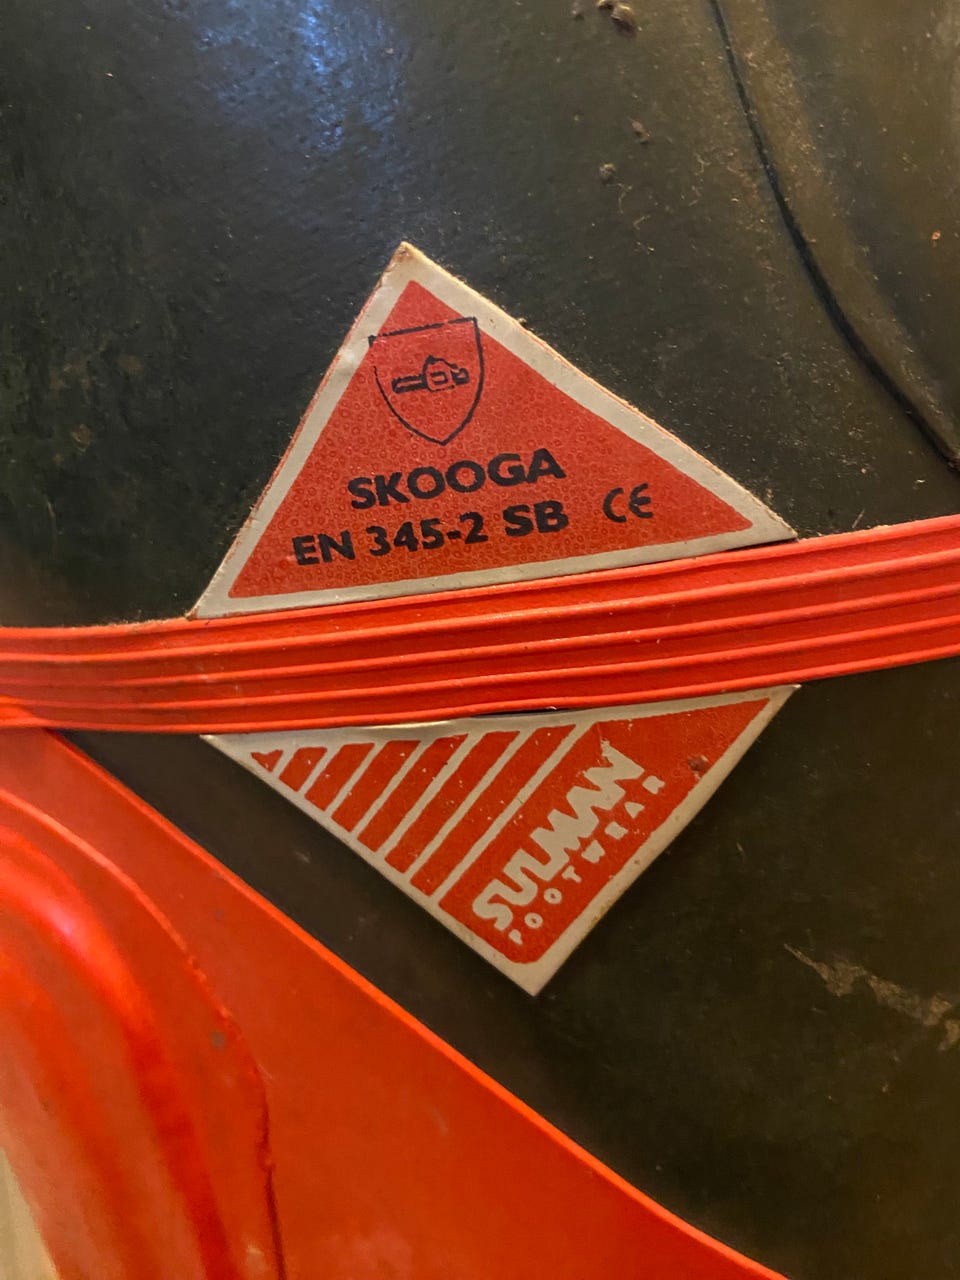 SKOOGA
EN 345-2 SB CE
SULMAN
FOOTWEAR